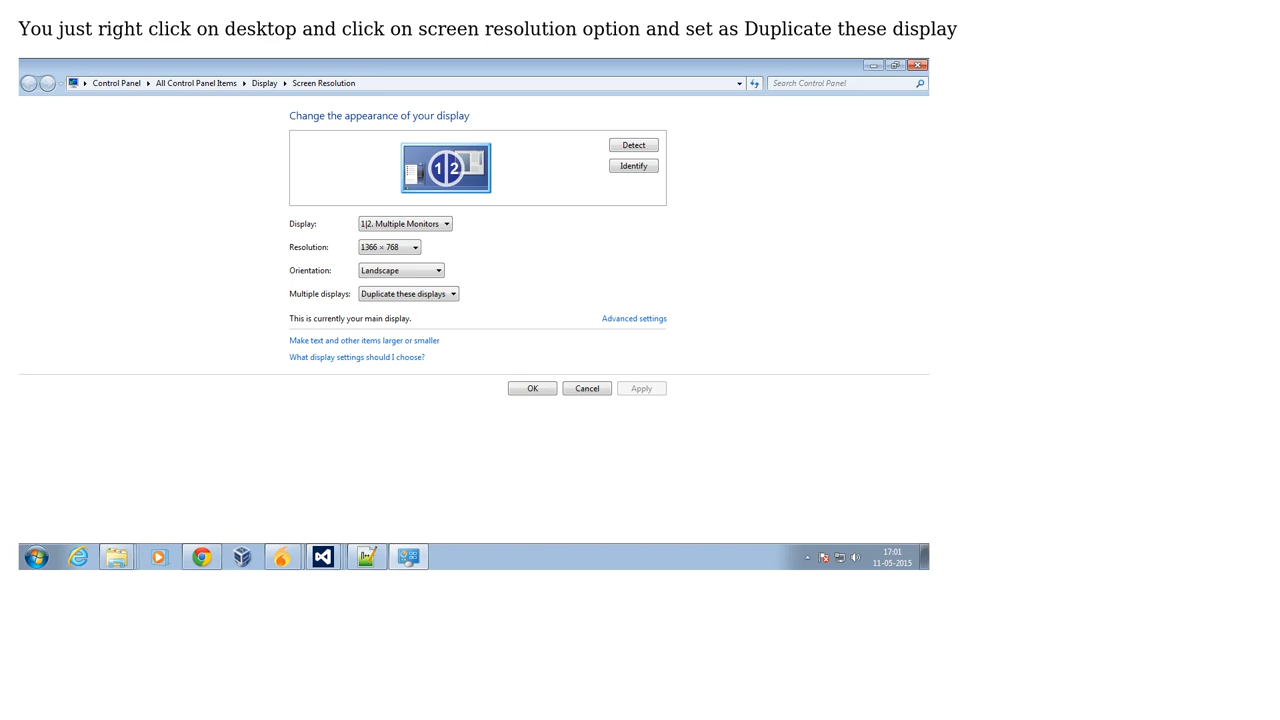 You just right click on desktop and click on screen resolution option and set as Duplicate these display
Control Panel All Control Panel Items Display Screen Resolution Search Control Panel
Change the appearance of your display
1 2
Detect
Identify
Display: 1|2. Multiple Monitors
Resolution: 1366 × 768
Orientation: Landscape
Multiple displays: Duplicate these displays
This is currently your main display. Advanced settings
Make text and other items larger or smaller
What display settings should I choose?
OK Cancel Apply
17:01
11-05-2015